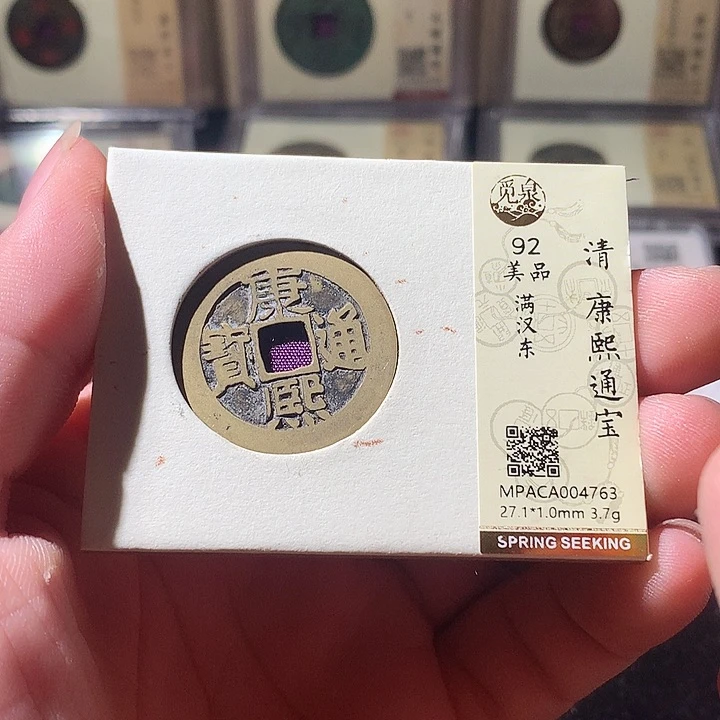 康熙通寶
觅泉
92
美品
满汉东
清 康熙通宝
MPACA004763
27.1*1.0mm 3.7g
SPRING SEEKING